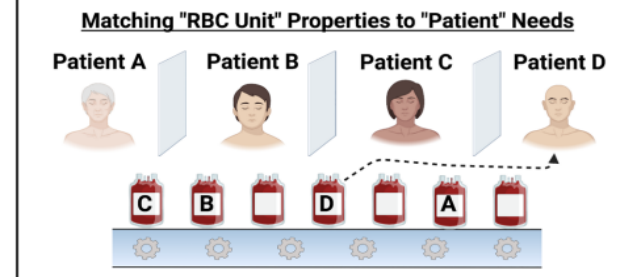 Matching "RBC Unit" Properties to "Patient" Needs
Patient A Patient B Patient C Patient D
C B D A